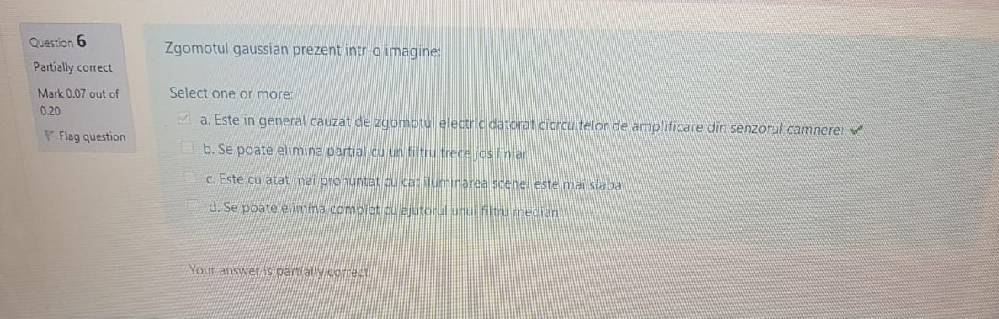 Question 6
Partially correct
Mark 0.07 out of
0.20
Flag question
Zgomotul gaussian prezent intr-o imagine:
Select one or more:
a. Este in general cauzat de zgomotul electric datorat cicrcuitelor de amplificare din senzorul camnerei
b. Se poate elimina partial cu un filtru trece jos liniar
c. Este cu atat mai pronuntat cu cat iluminarea scenei este mai slaba
d. Se poate elimina complet cu ajutorul unui filtru median
Your answer is partially correct.